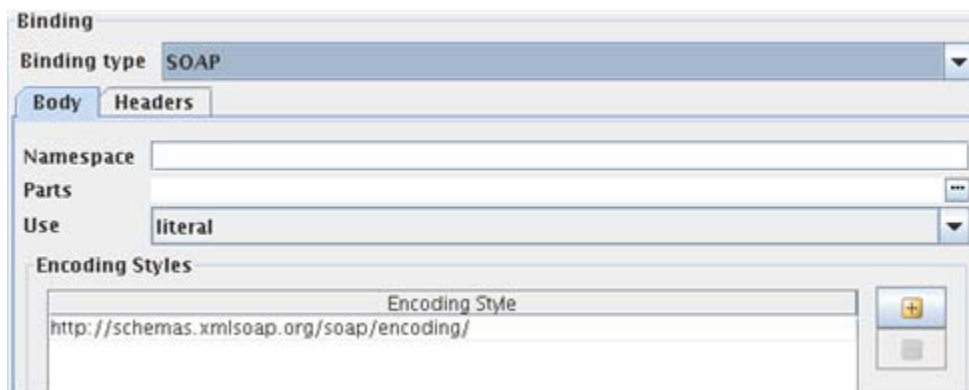 Binding
Binding type SOAP
Body Headers
Namespace
Parts ...
Use literal
Encoding Styles
Encoding Style
http://schemas.xmlsoap.org/soap/encoding/